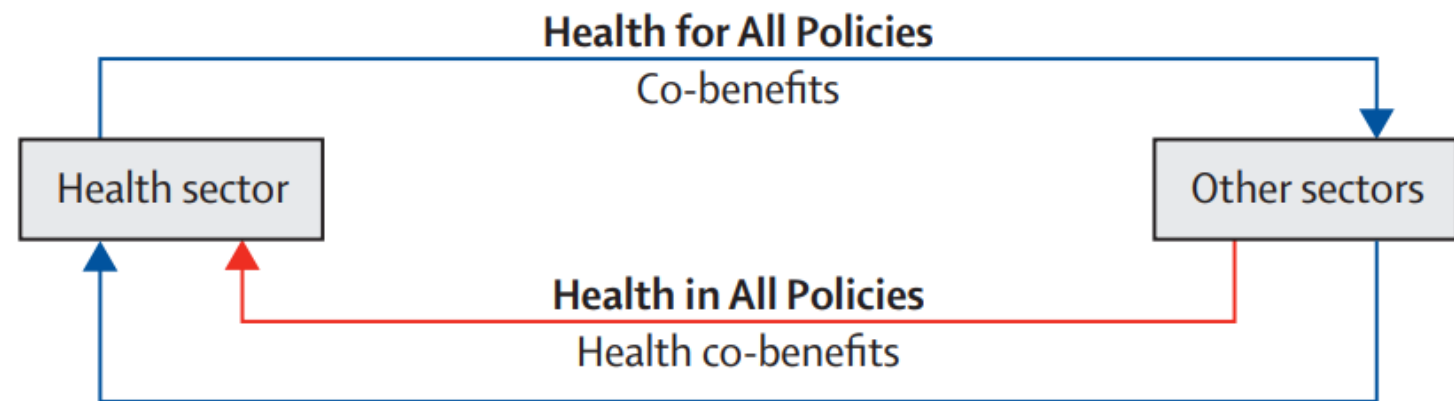 Health for All Policies
Co-benefits
Health sector
Other sectors
Health in All Policies
Health co-benefits